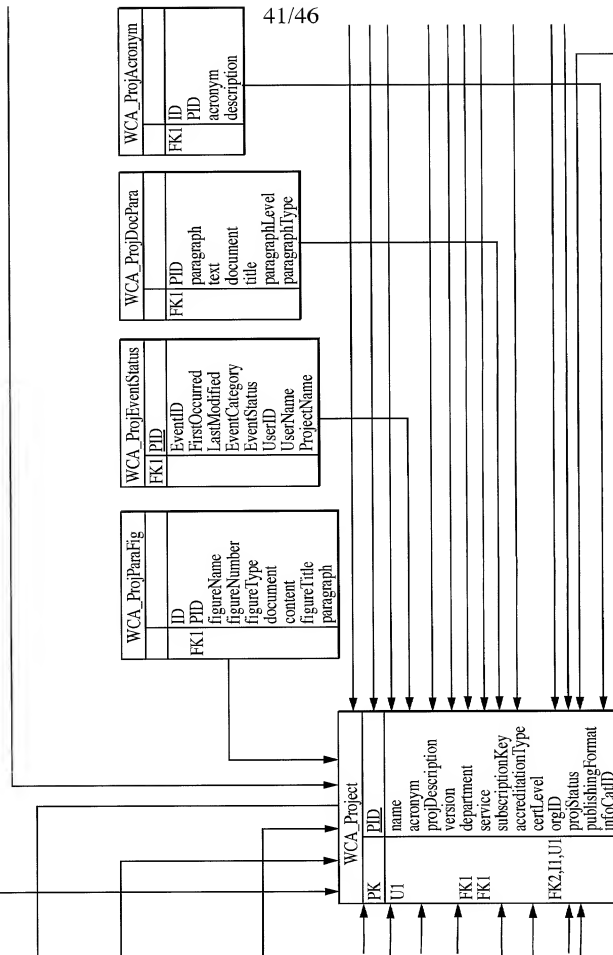 41/46
WCA_ProjParaFig
ID
FK1 PID
figureName
figureNumber
figureType
document
content
figureTitle
paragraph
WCA_ProjEventStatus
FK1 PID
EventID
FirstOccurred
LastModified
EventCategory
EventStatus
UserID
UserName
ProjectName
WCA_ProjDocPara
FK1 PID
paragraph
text
document
title
paragraphLevel
paragraphType
WCA_ProjAcronym
FK1 ID
PID
acronym
description
WCA_Project
PK PID
U1 name
acronym
projDescription
version
FK1 department
FK1 service
subscriptionKey
accreditationType
certLevel
FK2,I1,U1 orgID
projStatus
publishingFormat
infoCatID